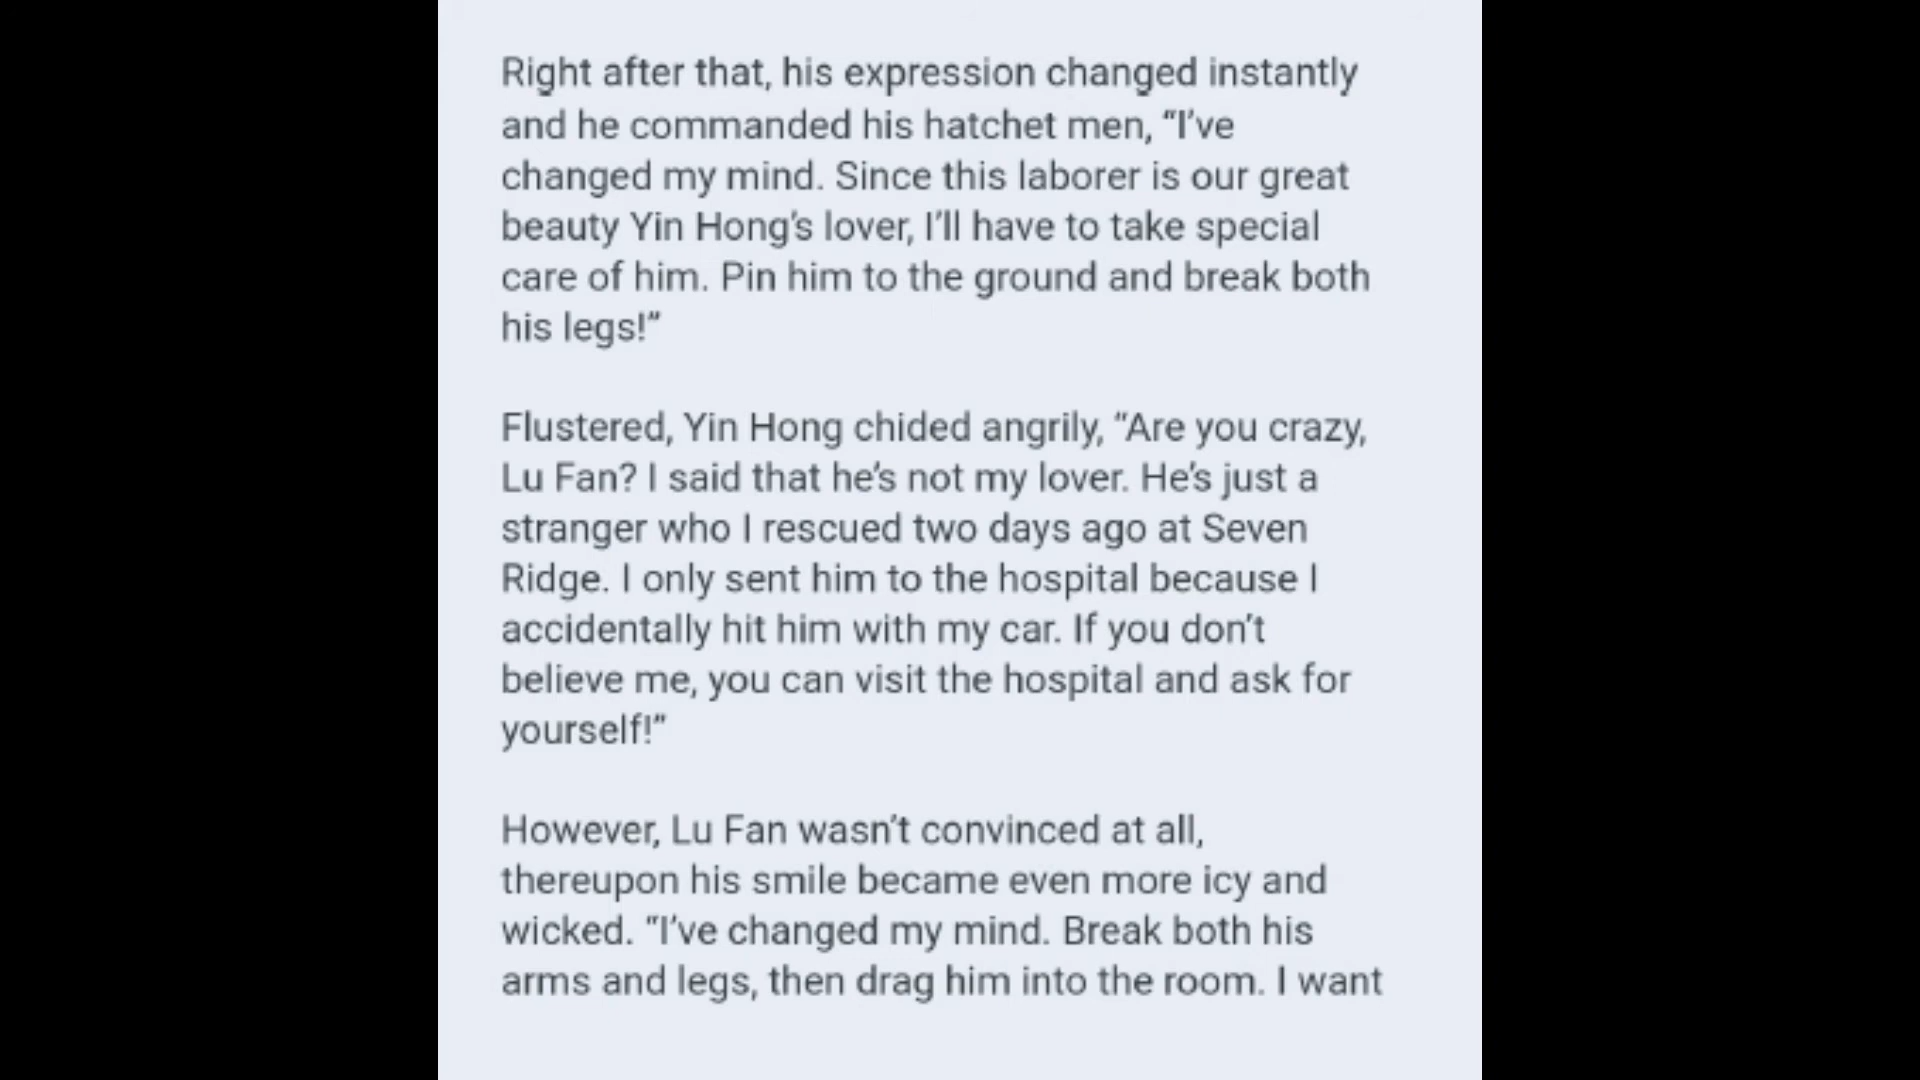 Right after that, his expression changed instantly
and he commanded his hatchet men, “I’ve
changed my mind. Since this laborer is our great
beauty Yin Hong’s lover, I’ll have to take special
care of him. Pin him to the ground and break both
his legs!”
Flustered, Yin Hong chided angrily, “Are you crazy,
Lu Fan? I said that he’s not my lover. He’s just a
stranger who I rescued two days ago at Seven
Ridge. I only sent him to the hospital because I
accidentally hit him with my car. If you don’t
believe me, you can visit the hospital and ask for
yourself!”
However, Lu Fan wasn’t convinced at all,
thereupon his smile became even more icy and
wicked. “I’ve changed my mind. Break both his
arms and legs, then drag him into the room. I want